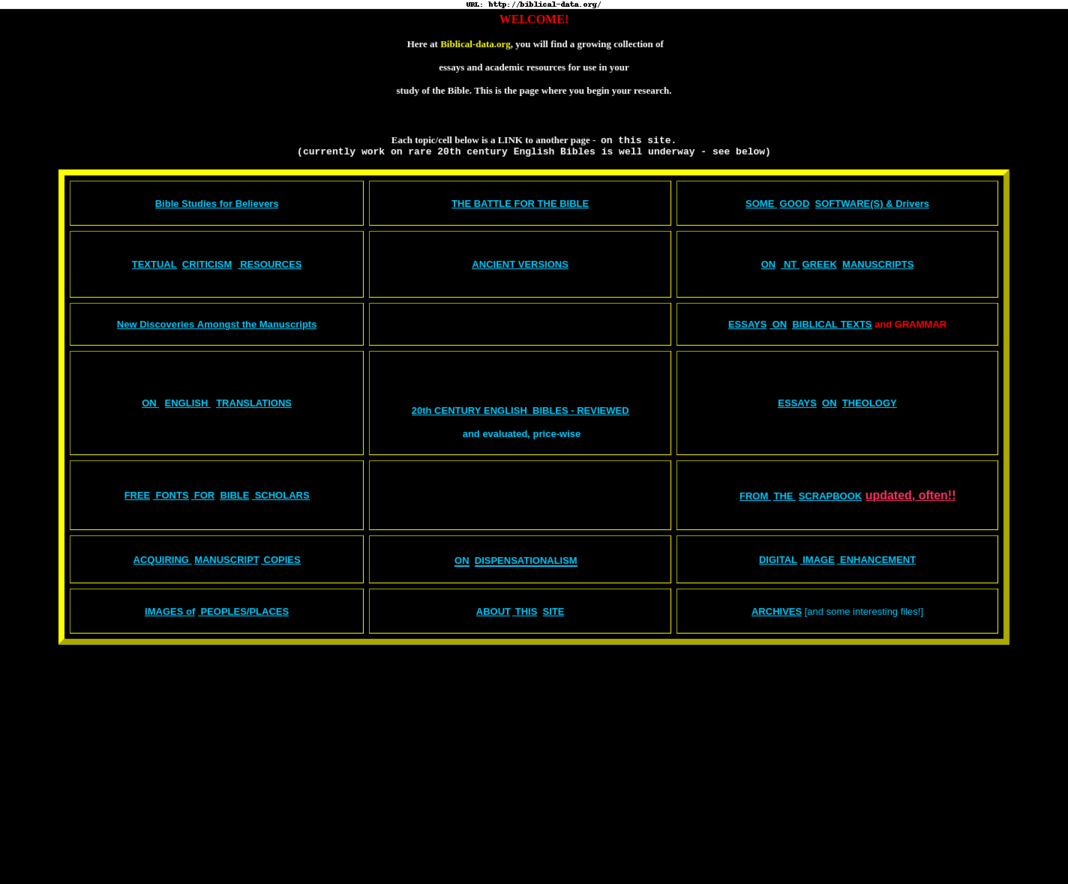 URL: http://biblical-data.org/
WELCOME!
Here at Biblical-data.org, you will find a growing collection of
essays and academic resources for use in your
study of the Bible. This is the page where you begin your research.
Each topic/cell below is a LINK to another page - on this site.
(currently work on rare 20th century English Bibles is well underway - see below)
Bible Studies for Believers
THE BATTLE FOR THE BIBLE
SOME GOOD SOFTWARE(S) & Drivers
TEXTUAL CRITICISM RESOURCES
ANCIENT VERSIONS
ON NT GREEK MANUSCRIPTS
New Discoveries Amongst the Manuscripts
ESSAYS ON BIBLICAL TEXTS and GRAMMAR
ON ENGLISH TRANSLATIONS
20th CENTURY ENGLISH BIBLES - REVIEWED
and evaluated, price-wise
ESSAYS ON THEOLOGY
FREE FONTS FOR BIBLE SCHOLARS
FROM THE SCRAPBOOK updated, often!!
ACQUIRING MANUSCRIPT COPIES
ON DISPENSATIONALISM
DIGITAL IMAGE ENHANCEMENT
IMAGES of PEOPLES/PLACES
ABOUT THIS SITE
ARCHIVES [and some interesting files!]